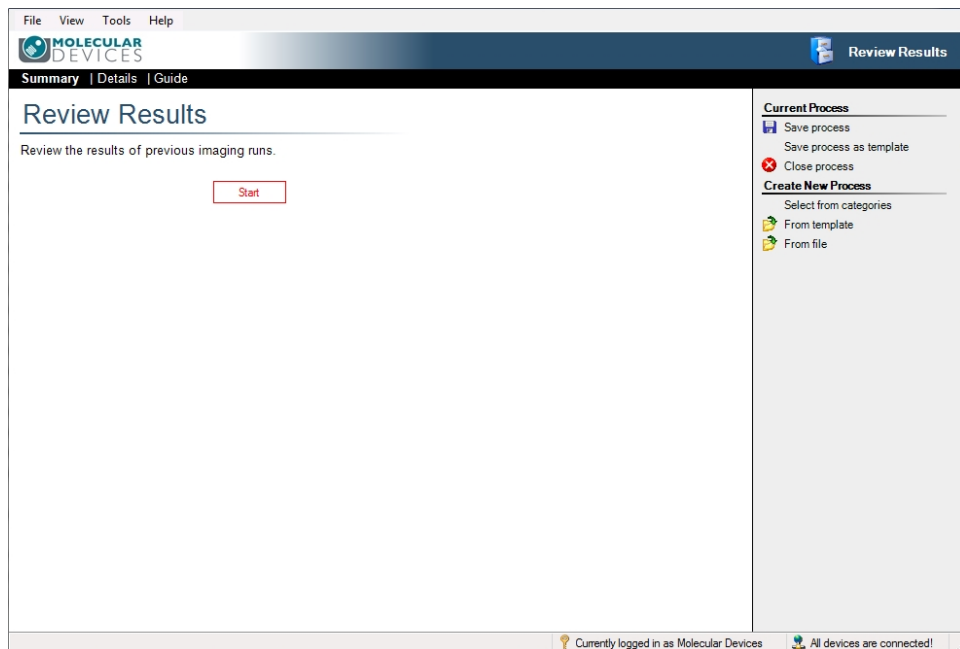 File View Tools Help
MOLECULAR
DEVICES
Review Results
Summary | Details | Guide
Review Results
Review the results of previous imaging runs.
Start
Current Process
Save process
Save process as template
Close process
Create New Process
Select from categories
From template
From file
Currently logged in as Molecular Devices
All devices are connected!